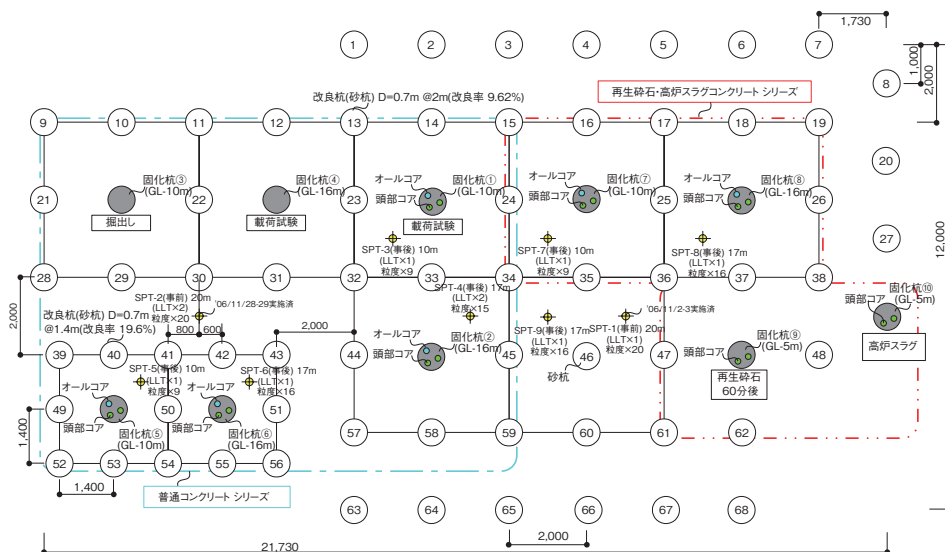 1,730
1
2
3
4
5
6
7
8
1,000
2,000
改良杭(砂杭) D=0.7m @2m(改良率 9.62%)
再生砕石・高炉スラグコンクリート シリーズ
9
10
11
12
13
14
15
16
17
18
19
20
固化杭③
(GL-10m)
固化杭④
(GL-16m)
オールコア
固化杭①
(GL-10m)
頭部コア
オールコア
固化杭⑦
(GL-10m)
頭部コア
オールコア
固化杭⑧
(GL-16m)
頭部コア
21
22
23
24
25
26
掘出し
載荷試験
載荷試験
27
12,000
SPT-3(事後) 10m
(LLT×1)
粒度×9
SPT-7(事後) 10m
(LLT×1)
粒度×9
SPT-8(事後) 17m
(LLT×1)
粒度×16
28
29
30
31
32
33
34
35
36
37
38
SPT-2(事前) 20m
(LLT×2)
粒度×20
'06/11/28-29実施済
SPT-4(事後) 17m
(LLT×2)
粒度×15
'06/11/2-3実施済
固化杭⑩
(GL-5m)
頭部コア
高炉スラグ
2,000
改良杭(砂杭) D=0.7m
@1.4m(改良率 19.6%)
800
600
2,000
SPT-9(事後) 17m
(LLT×1)
粒度×16
SPT-1(事前) 20m
(LLT×1)
粒度×20
39
40
41
42
43
44
45
46
47
48
オールコア
固化杭②
(GL-16m)
頭部コア
砂杭
固化杭⑨
(GL-5m)
頭部コア
再生砕石
60分後
SPT-5(事後) 10m
(LLT×1)
粒度×9
SPT-6(事後) 17m
(LLT×1)
粒度×16
オールコア
オールコア
49
50
51
頭部コア
固化杭⑤
(GL-10m)
頭部コア
固化杭⑥
(GL-16m)
1,400
52
53
54
55
56
57
58
59
60
61
62
1,400
普通コンクリート シリーズ
63
64
65
66
67
68
2,000
21,730